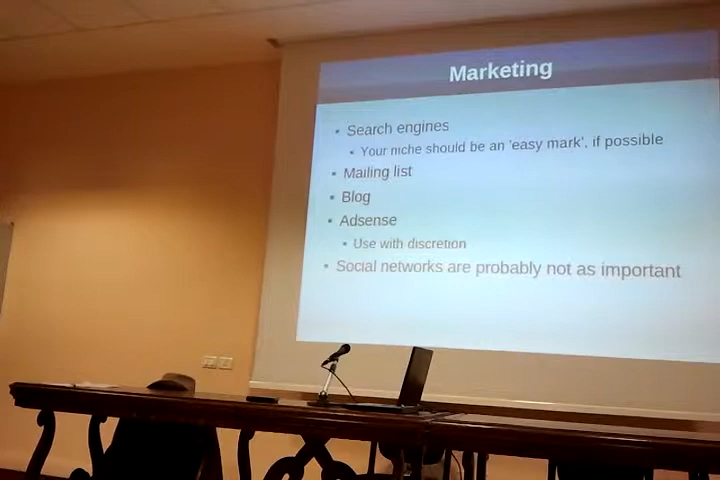 Marketing
Search engines
Your niche should be an 'easy mark', if possible
Mailing list
Blog
Adsense
Use with discretion
Social networks are probably not as important